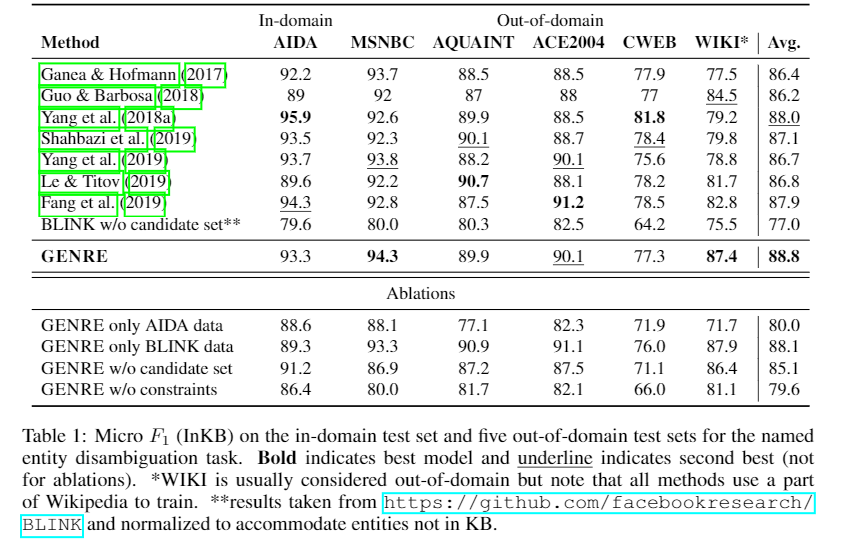 In-domain Out-of-domain
Method AIDA MSNBC AQUAINT ACE2004 CWEB WIKI* Avg.
Ganea & Hofmann (2017) 92.2 93.7 88.5 88.5 77.9 77.5 86.4
Guo & Barbosa (2018) 89 92 87 88 77 84.5 86.2
Yang et al. (2018a) 95.9 92.6 89.9 88.5 81.8 79.2 88.0
Shahbazi et al. (2019) 93.5 92.3 90.1 88.7 78.4 79.8 87.1
Yang et al. (2019) 93.7 93.8 88.2 90.1 75.6 78.8 86.7
Le & Titov (2019) 89.6 92.2 90.7 88.1 78.2 81.7 86.8
Fang et al. (2019) 94.3 92.8 87.5 91.2 78.5 82.8 87.9
BLINK w/o candidate set** 79.6 80.0 80.3 82.5 64.2 75.5 77.0
GENRE 93.3 94.3 89.9 90.1 77.3 87.4 88.8
Ablations
GENRE only AIDA data 88.6 88.1 77.1 82.3 71.9 71.7 80.0
GENRE only BLINK data 89.3 93.3 90.9 91.1 76.0 87.9 88.1
GENRE w/o candidate set 91.2 86.9 87.2 87.5 71.1 86.4 85.1
GENRE w/o constraints 86.4 80.0 81.7 82.1 66.0 81.1 79.6
Table 1: Micro F1 (InKB) on the in-domain test set and five out-of-domain test sets for the named
entity disambiguation task. Bold indicates best model and underline indicates second best (not
for ablations). *WIKI is usually considered out-of-domain but note that all methods use a part
of Wikipedia to train. **results taken from https://github.com/facebookresearch/
BLINK and normalized to accommodate entities not in KB.